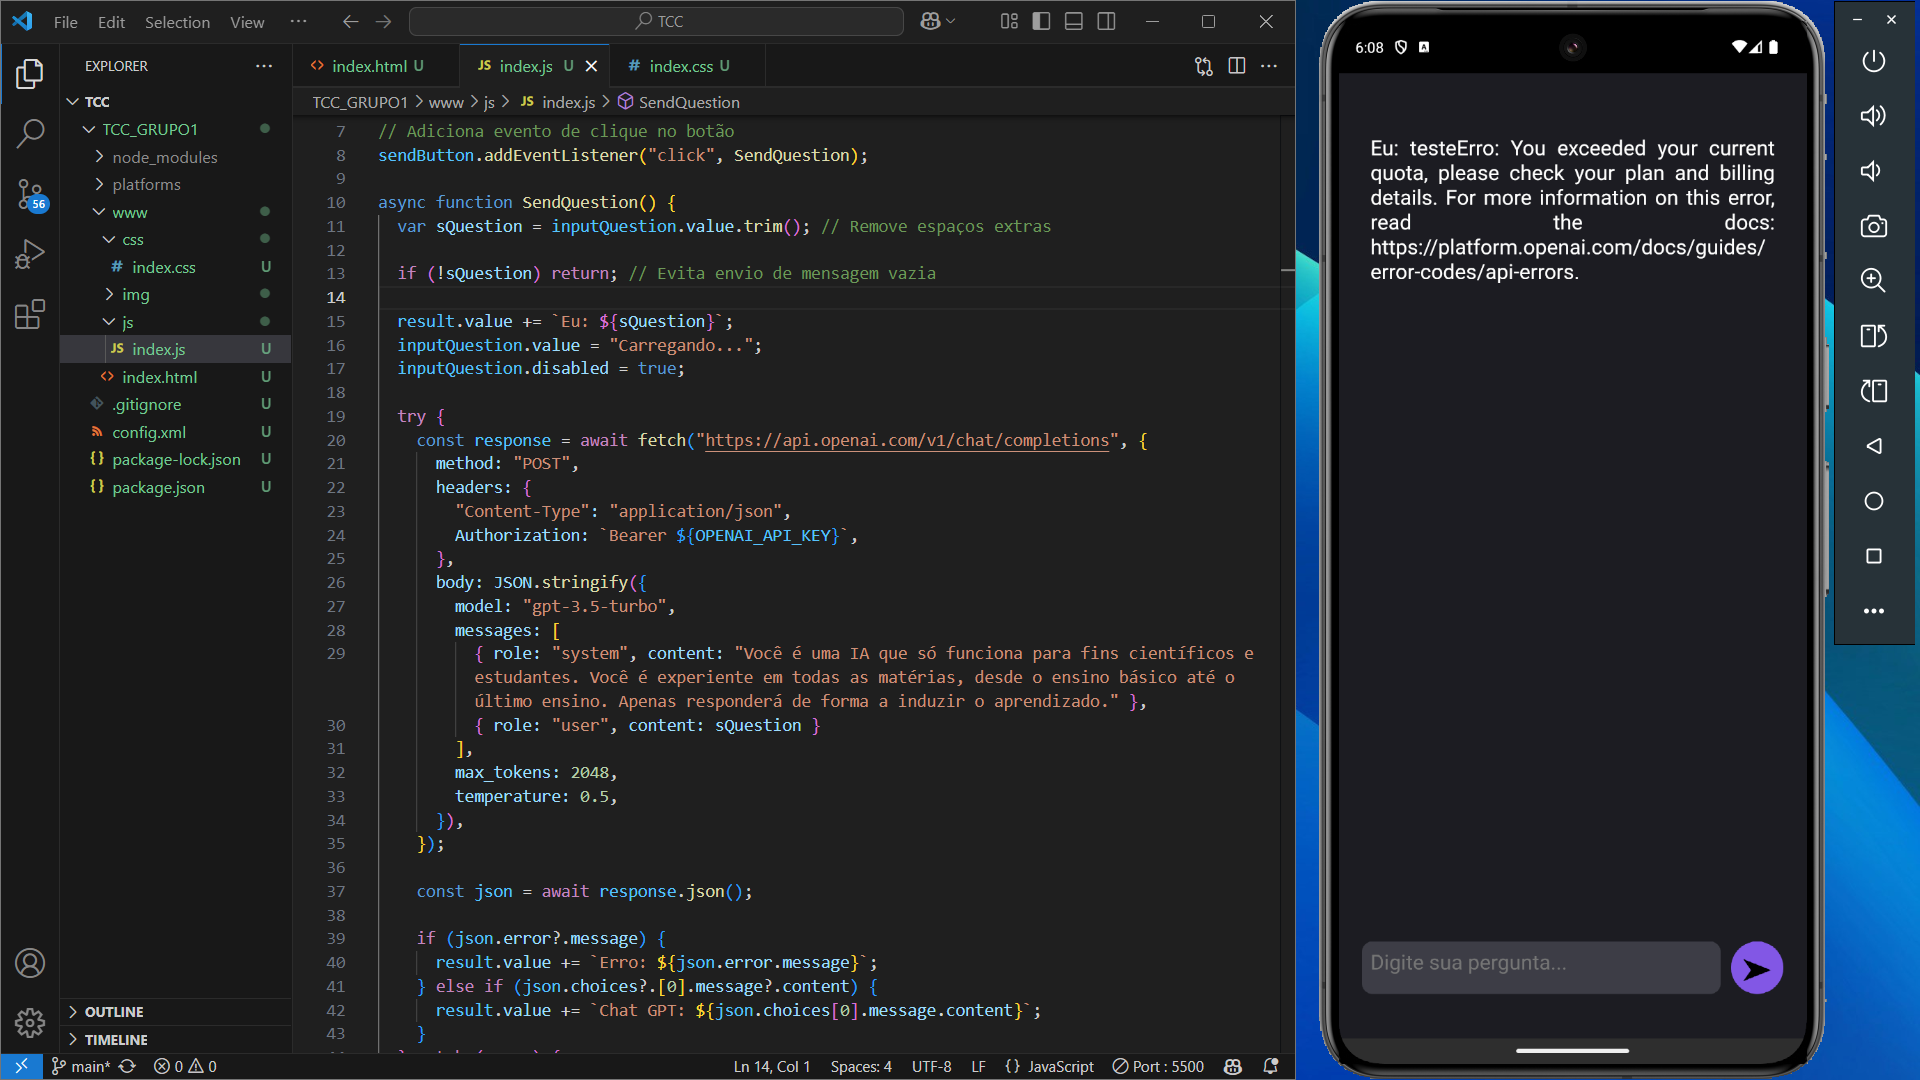 File Edit Selection View ··· TCC
EXPLORER ···
TCC
TCC_GRUPO1
node_modules
platforms
www
css
# index.css U
img
js
JS index.js U
<> index.html U
.gitignore U
config.xml U
{} package-lock.json U
{} package.json U
OUTLINE
TIMELINE
56
<> index.html U JS index.js U # index.css U
TCC_GRUPO1 > www > js > JS index.js > SendQuestion
7 // Adiciona evento de clique no botão
8 sendButton.addEventListener("click", SendQuestion);
9
10 async function SendQuestion() {
11 var sQuestion = inputQuestion.value.trim(); // Remove espaços extras
12
13 if (!sQuestion) return; // Evita envio de mensagem vazia
14
15 result.value += `Eu: ${sQuestion}`;
16 inputQuestion.value = "Carregando...";
17 inputQuestion.disabled = true;
18
19 try {
20 const response = await fetch("https://api.openai.com/v1/chat/completions", {
21 method: "POST",
22 headers: {
23 "Content-Type": "application/json",
24 Authorization: `Bearer ${OPENAI_API_KEY}`,
25 },
26 body: JSON.stringify({
27 model: "gpt-3.5-turbo",
28 messages: [
29 { role: "system", content: "Você é uma IA que só funciona para fins científicos e
estudantes. Você é experiente em todas as matérias, desde o ensino básico até o
último ensino. Apenas responderá de forma a induzir o aprendizado." },
30 { role: "user", content: sQuestion }
31 ],
32 max_tokens: 2048,
33 temperature: 0.5,
34 }),
35 });
36
37 const json = await response.json();
38
39 if (json.error?.message) {
40 result.value += `Erro: ${json.error.message}`;
41 } else if (json.choices?.[0].message?.content) {
42 result.value += `Chat GPT: ${json.choices[0].message.content}`;
43 }
main* 0 0 Ln 14, Col 1 Spaces: 4 UTF-8 LF {} JavaScript Port : 5500
6:08
Eu: testeErro: You exceeded your current
quota, please check your plan and billing
details. For more information on this error,
read the docs:
https://platform.openai.com/docs/guides/
error-codes/api-errors.
Digite sua pergunta...